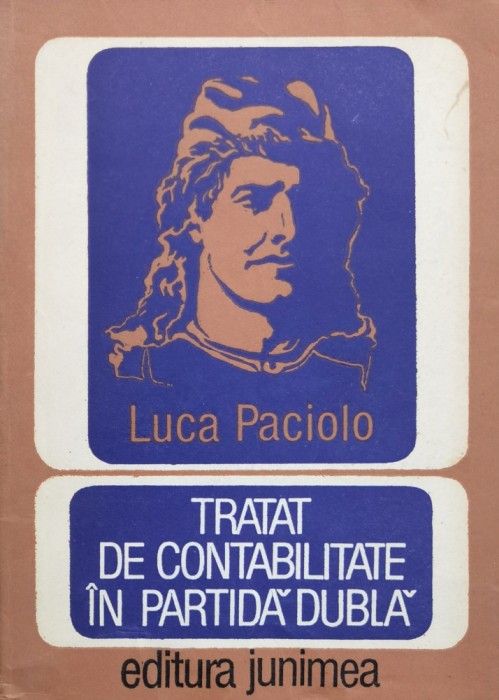 Luca Paciolo
TRATAT
DE CONTABILITATE
ÎN PARTIDĂ DUBLĂ
editura junimea